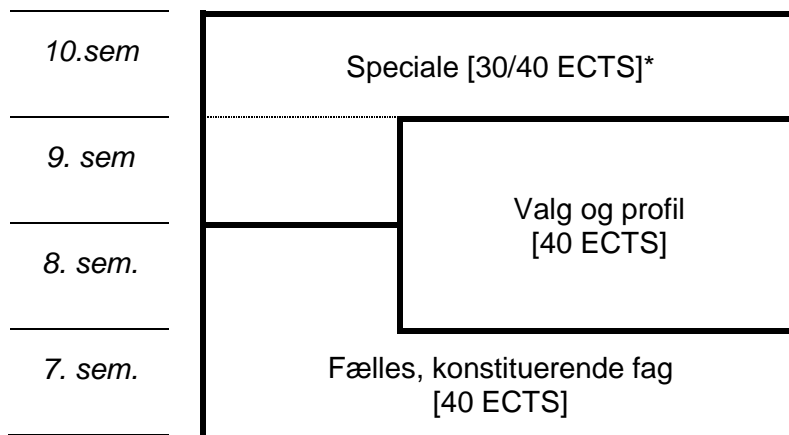 10.sem
Speciale [30/40 ECTS]*
9. sem
Valg og profil
[40 ECTS]
8. sem.
7. sem.
Fælles, konstituerende fag
[40 ECTS]